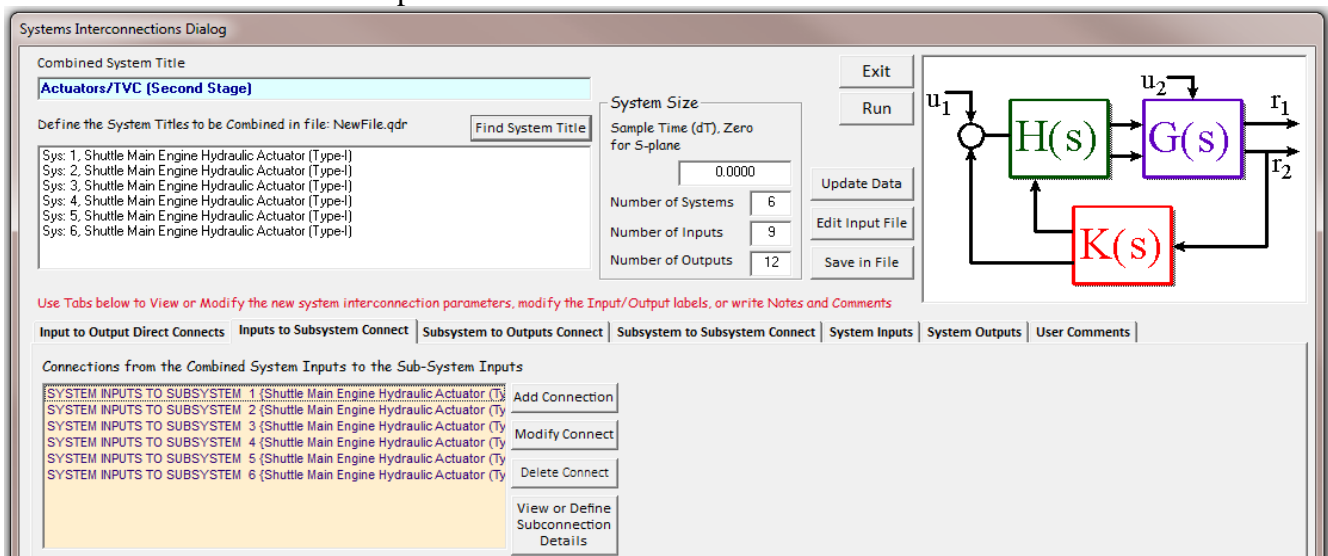 Systems Interconnections Dialog
Combined System Title
Actuators/TVC (Second Stage)
Define the System Titles to be Combined in file: NewFile.qdr
Find System Title
Sys: 1, Shuttle Main Engine Hydraulic Actuator (Type-I)
Sys: 2, Shuttle Main Engine Hydraulic Actuator (Type-I)
Sys: 3, Shuttle Main Engine Hydraulic Actuator (Type-I)
Sys: 4, Shuttle Main Engine Hydraulic Actuator (Type-I)
Sys: 5, Shuttle Main Engine Hydraulic Actuator (Type-I)
Sys: 6, Shuttle Main Engine Hydraulic Actuator (Type-I)
System Size
Sample Time (dT), Zero
for S-plane
0.0000
Number of Systems 6
Number of Inputs 9
Number of Outputs 12
Exit
Run
Update Data
Edit Input File
Save in File
u1
u2
H(s)
G(s)
r1
r2
K(s)
Use Tabs below to View or Modify the new system interconnection parameters, modify the Input/Output labels, or write Notes and Comments
Input to Output Direct Connects
Inputs to Subsystem Connect
Subsystem to Outputs Connect
Subsystem to Subsystem Connect
System Inputs
System Outputs
User Comments
Connections from the Combined System Inputs to the Sub-System Inputs
SYSTEM INPUTS TO SUBSYSTEM 1 {Shuttle Main Engine Hydraulic Actuator (Ty
SYSTEM INPUTS TO SUBSYSTEM 2 {Shuttle Main Engine Hydraulic Actuator (Ty
SYSTEM INPUTS TO SUBSYSTEM 3 {Shuttle Main Engine Hydraulic Actuator (Ty
SYSTEM INPUTS TO SUBSYSTEM 4 {Shuttle Main Engine Hydraulic Actuator (Ty
SYSTEM INPUTS TO SUBSYSTEM 5 {Shuttle Main Engine Hydraulic Actuator (Ty
SYSTEM INPUTS TO SUBSYSTEM 6 {Shuttle Main Engine Hydraulic Actuator (Ty
Add Connection
Modify Connect
Delete Connect
View or Define
Subconnection
Details